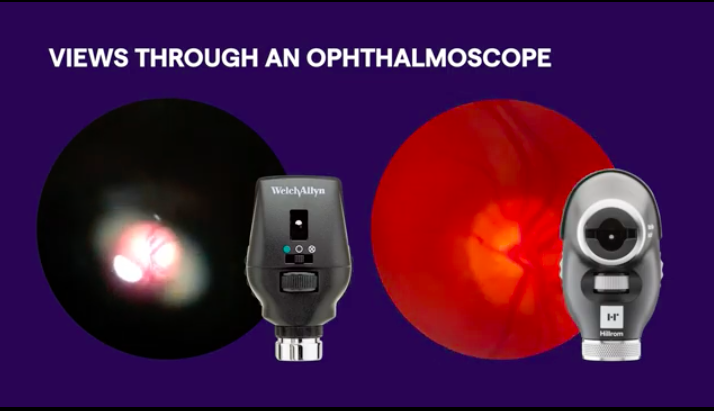 VIEWS THROUGH AN OPHTHALMOSCOPE
WelchAllyn
Hillrom